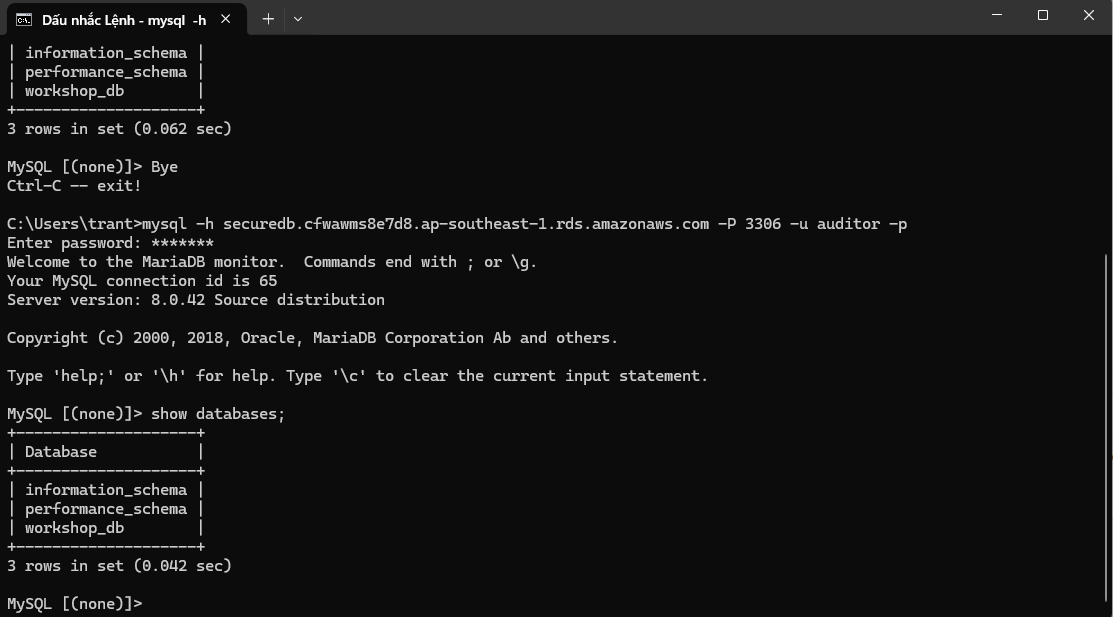 Dấu nhắc Lệnh - mysql -h
| information_schema |
| performance_schema |
| workshop_db        |
+--------------------+
3 rows in set (0.062 sec)
MySQL [(none)]> Bye
Ctrl-C -- exit!
C:\Users\trant>mysql -h securedb.cfwawms8e7d8.ap-southeast-1.rds.amazonaws.com -P 3306 -u auditor -p
Enter password: *******
Welcome to the MariaDB monitor.  Commands end with ; or \g.
Your MySQL connection id is 65
Server version: 8.0.42 Source distribution
Copyright (c) 2000, 2018, Oracle, MariaDB Corporation Ab and others.
Type 'help;' or '\h' for help. Type '\c' to clear the current input statement.
MySQL [(none)]> show databases;
+--------------------+
| Database           |
+--------------------+
| information_schema |
| performance_schema |
| workshop_db        |
+--------------------+
3 rows in set (0.042 sec)
MySQL [(none)]>